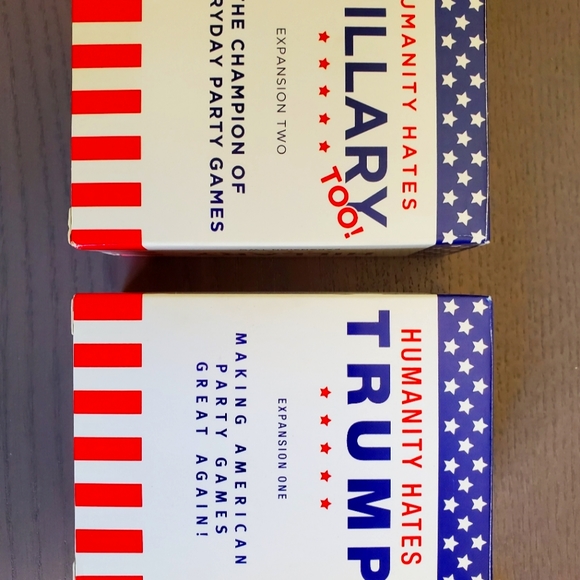 UMANITY HATES
ILLARY
TOO!
EXPANSION TWO
HE CHAMPION OF
RYDAY PARTY GAMES
HUMANITY HATES
TRUMP
EXPANSION ONE
MAKING AMERICAN
PARTY GAMES
GREAT AGAIN!